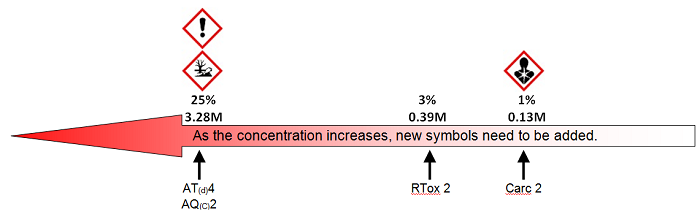 25% 3% 1%
3.28M 0.39M 0.13M
As the concentration increases, new symbols need to be added.
AT(d)4 RTox 2 Carc 2
AQ(C)2